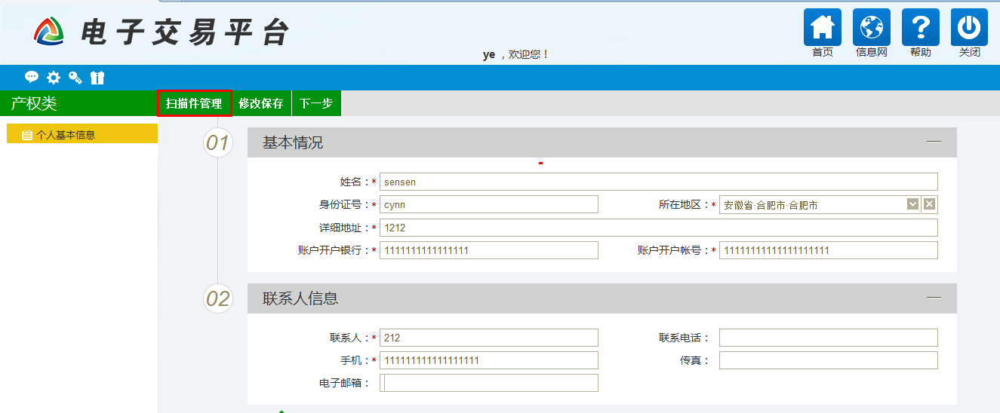 电子交易平台
ye ，欢迎您！
首页 信息网 帮助 关闭
产权类
扫描件管理 修改保存 下一步
个人基本信息
01 基本情况
姓名：* sensen
身份证号：* cynn 所在地区：* 安徽省·合肥市·合肥市
详细地址：* 1212
账户开户银行：* 1111111111111111 账户开户帐号：* 11111111111111111111
02 联系人信息
联系人：* 212 联系电话：
手机：* 111111111111111111 传真：
电子邮箱：